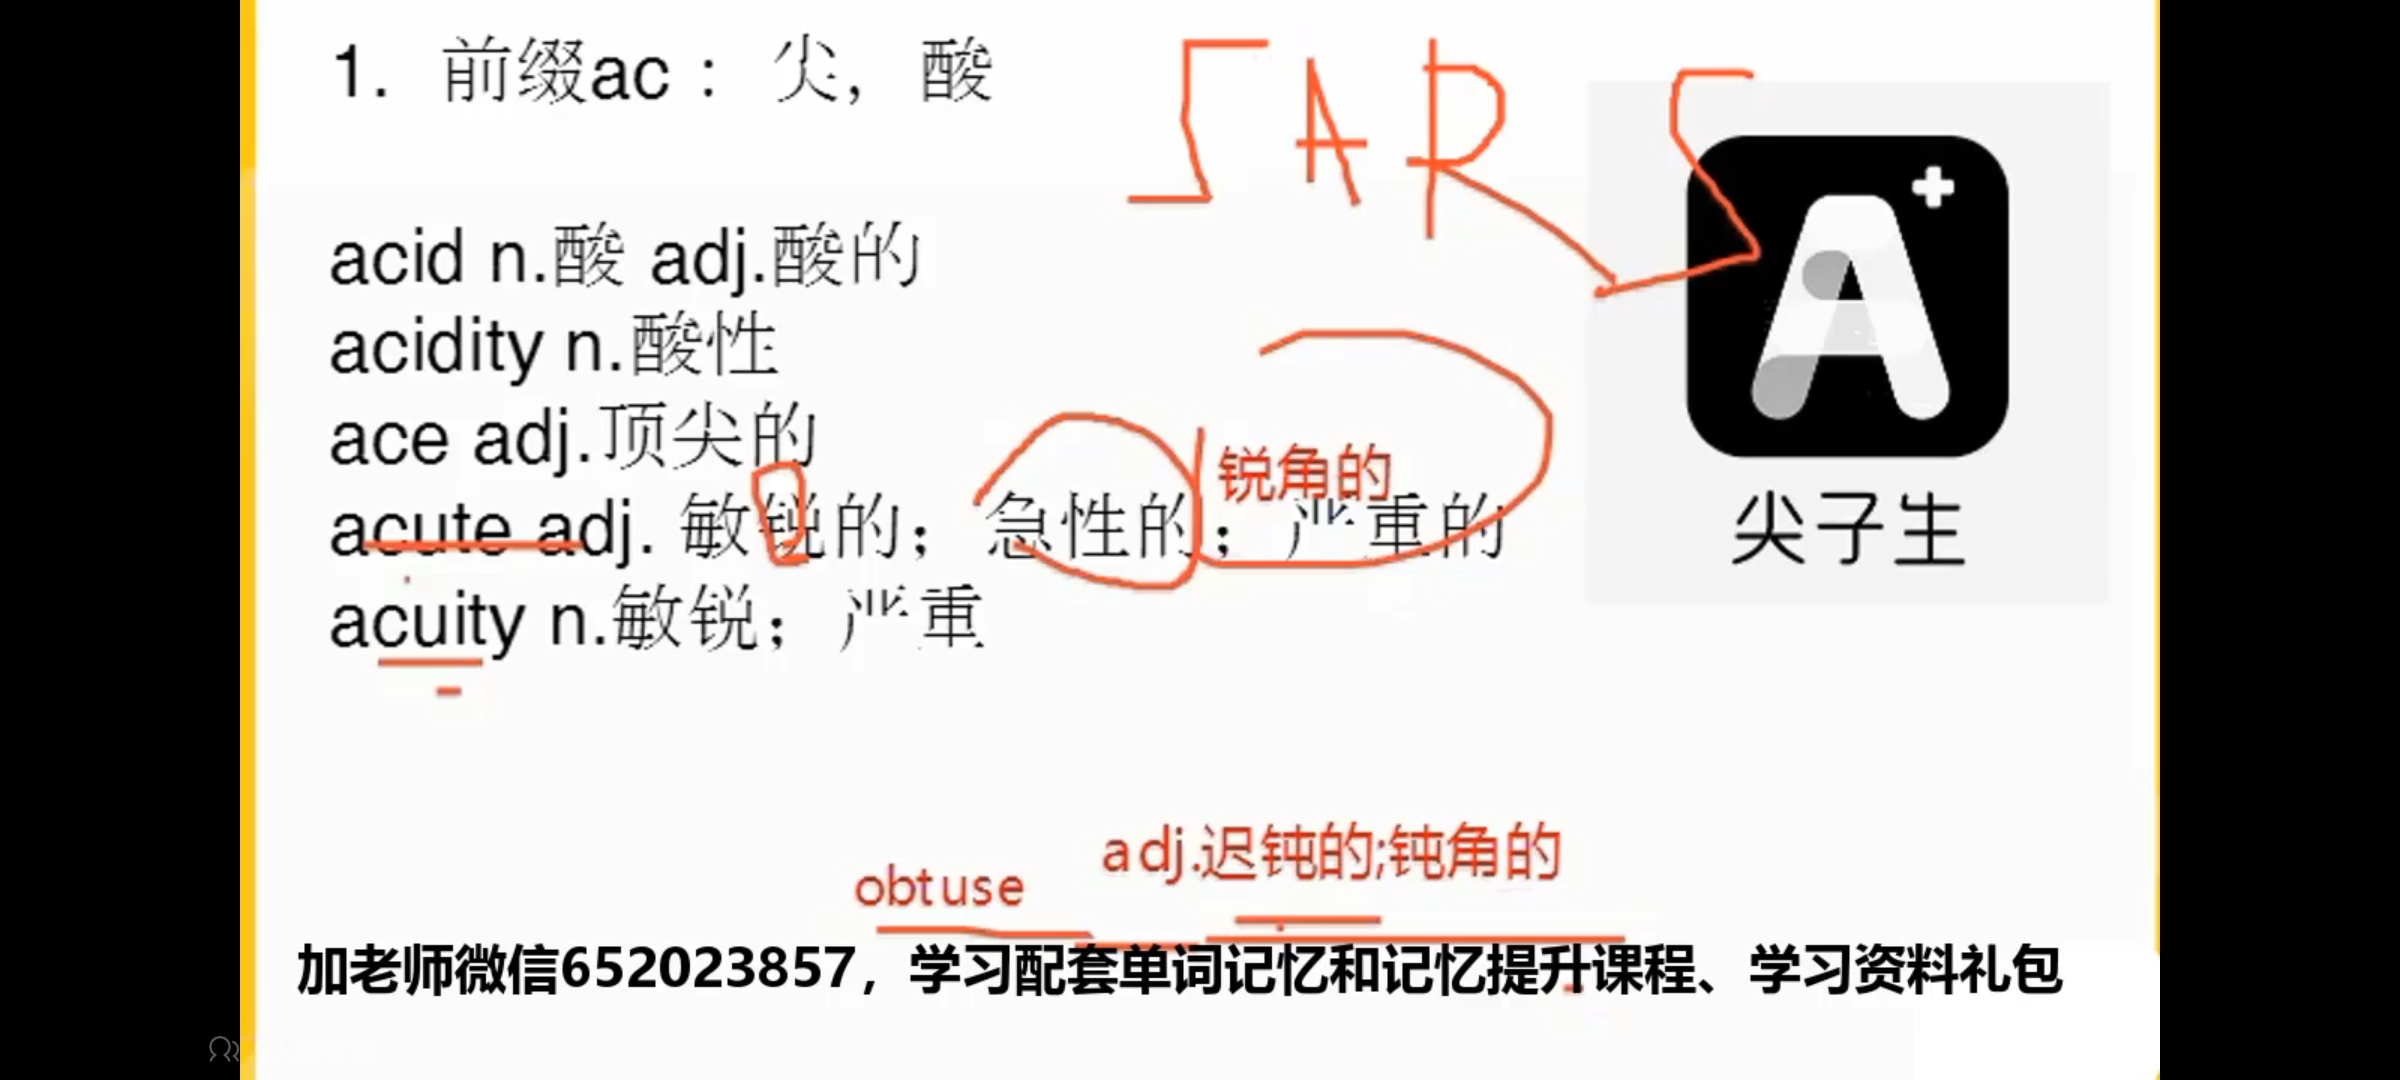 1. 前缀ac：尖，酸
SARS
acid n.酸 adj.酸的
acidity n.酸性
ace adj.顶尖的
锐角的
acute adj. 敏锐的；急性的；严重的
acuity n.敏锐；严重
A+
尖子生
adj.迟钝的;钝角的
obtuse
加老师微信652023857，学习配套单词记忆和记忆提升课程、学习资料礼包